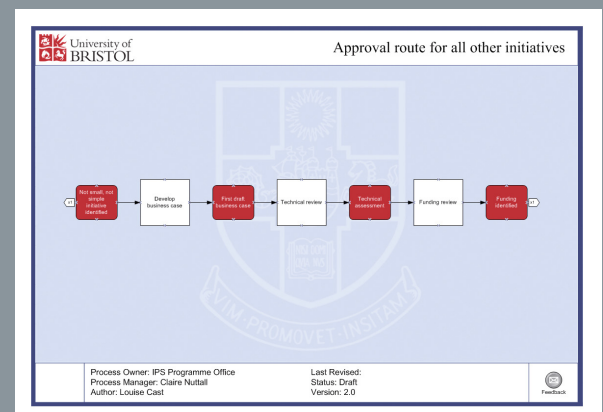 University of
BRISTOL
Approval route for all other initiatives
x1
Not small, not
simple
initiative
identified
Develop
business case
First draft
business case
Technical review
Technical
assessment
Funding review
Funding
identified
x1
VIM PROMOVET INSITAM
Process Owner: IPS Programme Office
Process Manager: Claire Nuttall
Author: Louise Cast
Last Revised:
Status: Draft
Version: 2.0
Feedback